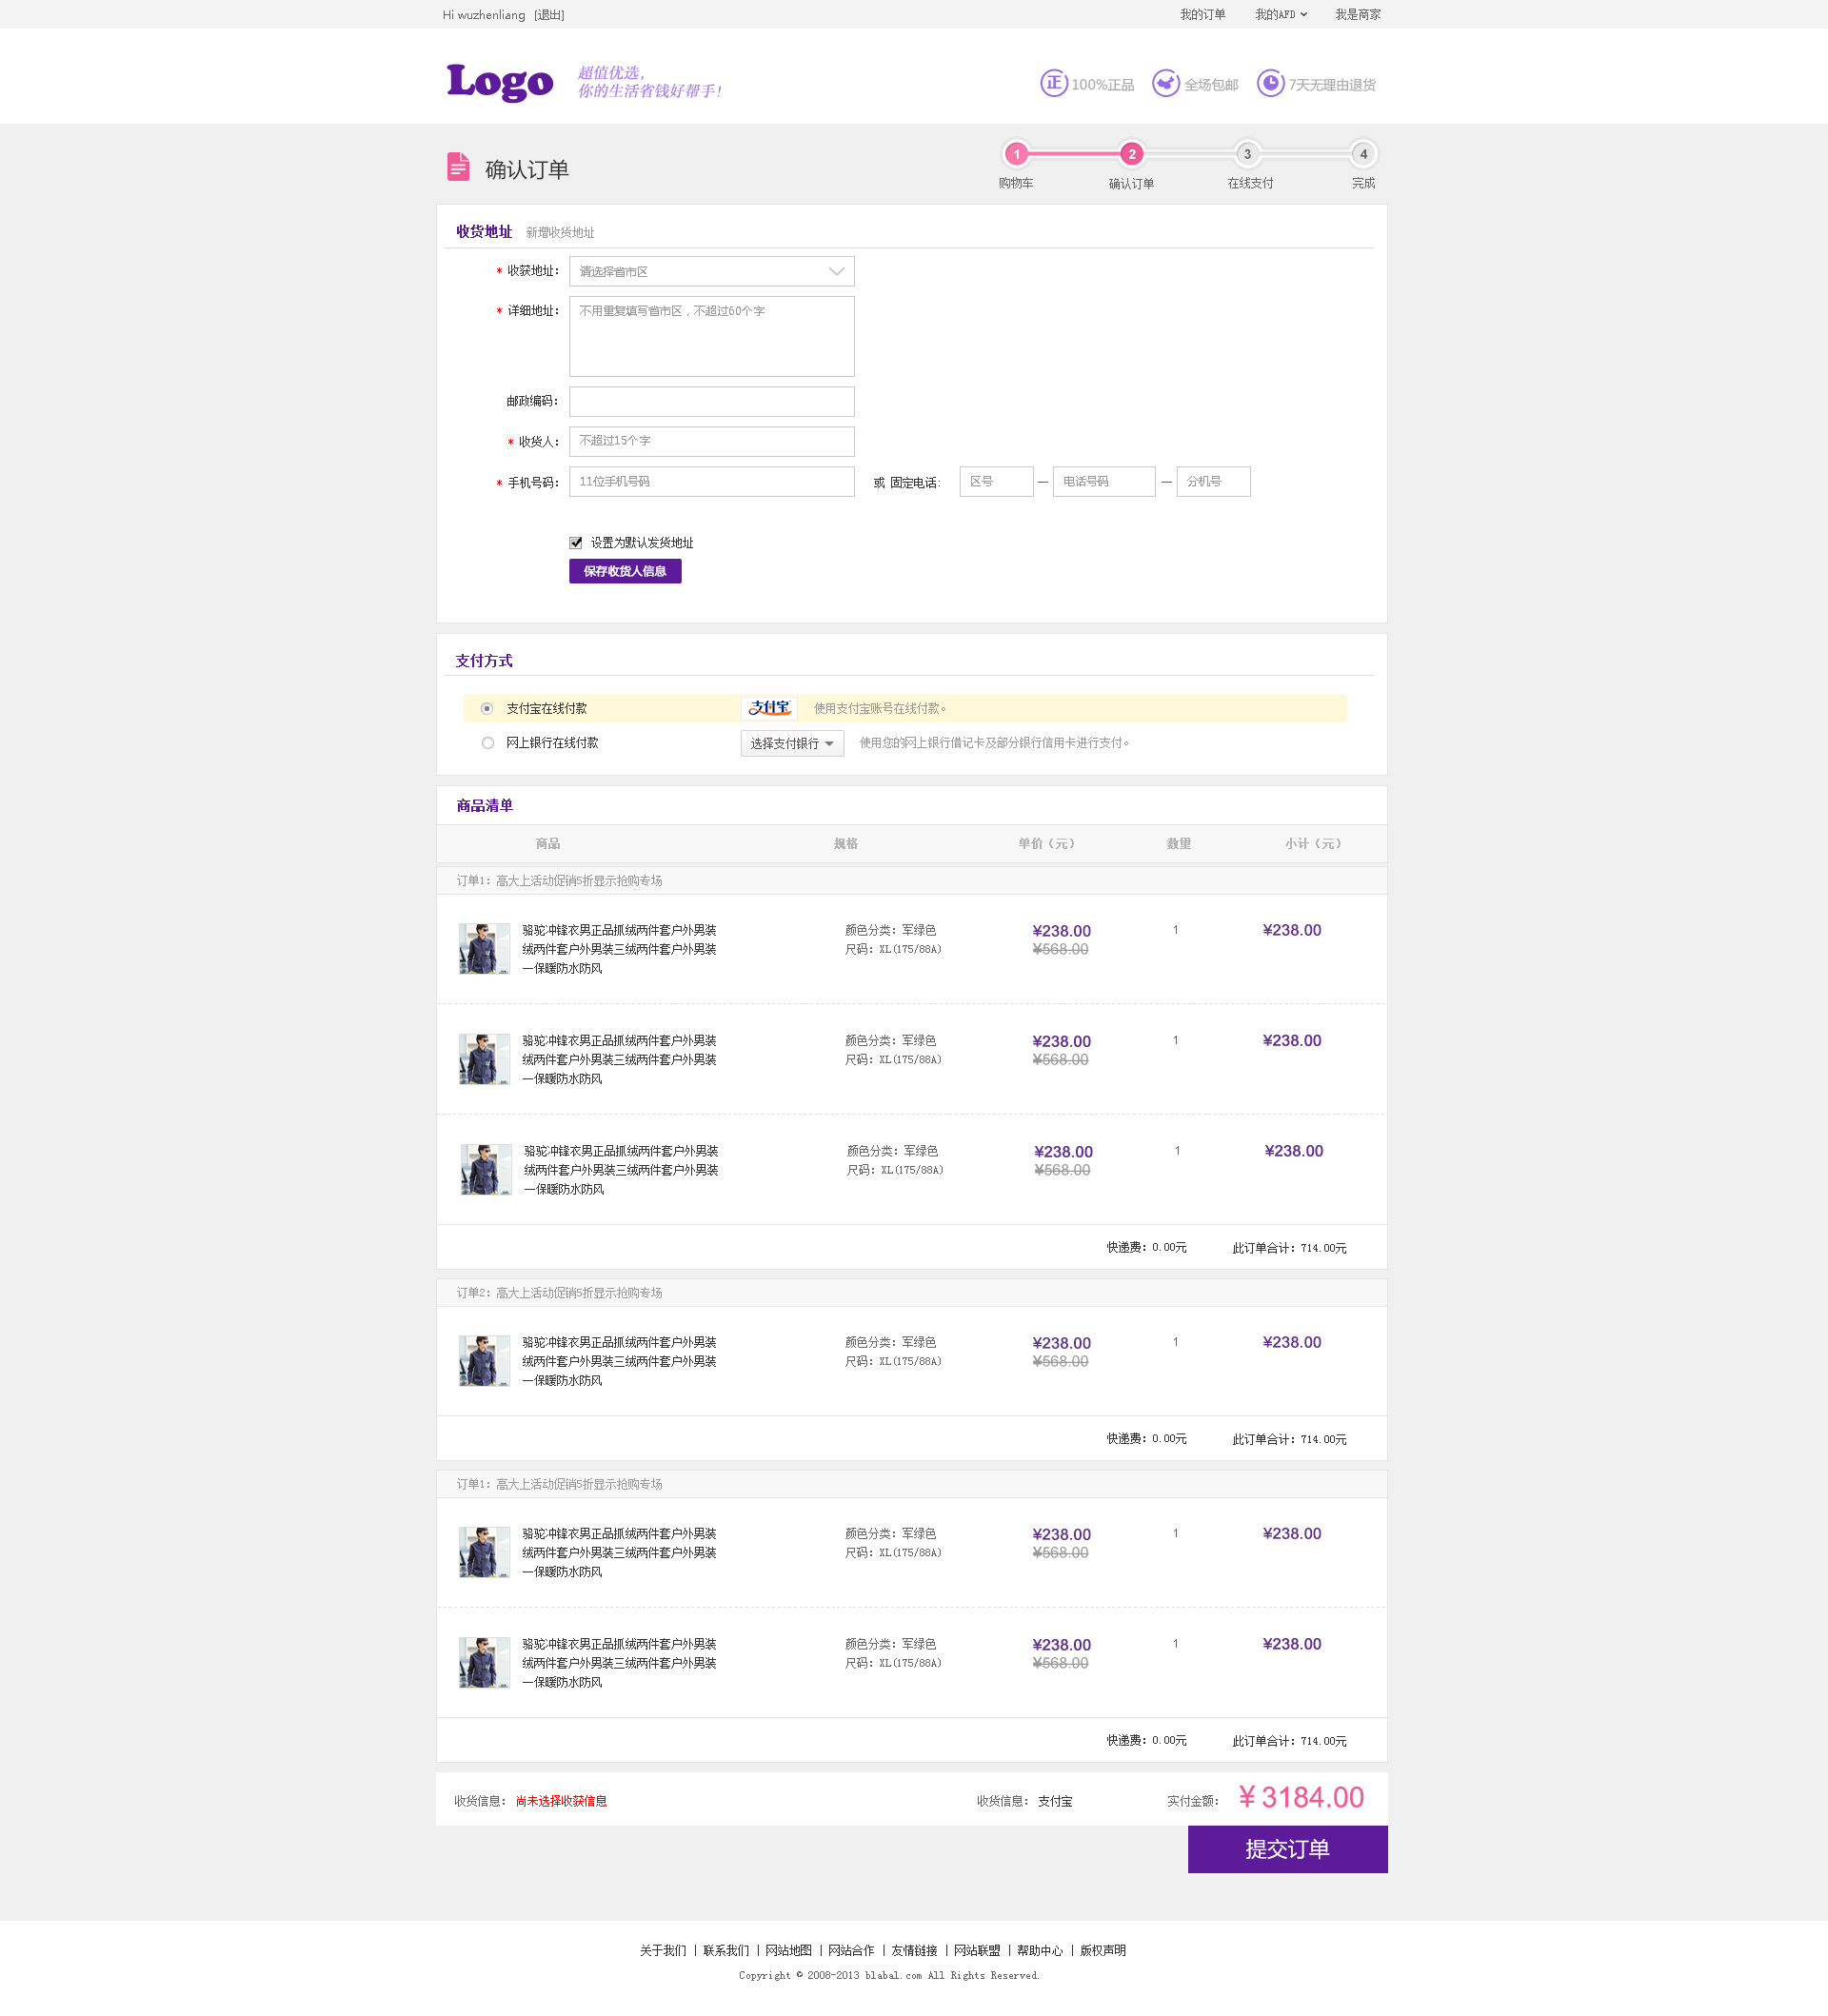 Hi wuzhenliang [退出]
我的订单 我的AFD 我是商家
Logo
超值优选，
你的生活省钱好帮手！
正 100%正品 全场包邮 7天无理由退货
确认订单
1 2 3 4
购物车 确认订单 在线支付 完成
收货地址 新增收货地址
* 收获地址： 请选择省市区
* 详细地址： 不用重复填写省市区，不超过60个字
邮政编码：
* 收货人： 不超过15个字
* 手机号码： 11位手机号码 或 固定电话： 区号 — 电话号码 — 分机号
设置为默认发货地址
保存收货人信息
支付方式
支付宝在线付款 支付宝 使用支付宝账号在线付款。
网上银行在线付款 选择支付银行 使用您的网上银行借记卡及部分银行信用卡进行支付。
商品清单
商品 规格 单价（元） 数量 小计（元）
订单1：高大上活动促销5折显示抢购专场
骆驼冲锋衣男正品抓绒两件套户外男装 颜色分类：军绿色 ¥238.00 1 ¥238.00
绒两件套户外男装三绒两件套户外男装 尺码：XL(175/88A) ¥568.00
一保暖防水防风
骆驼冲锋衣男正品抓绒两件套户外男装 颜色分类：军绿色 ¥238.00 1 ¥238.00
绒两件套户外男装三绒两件套户外男装 尺码：XL(175/88A) ¥568.00
一保暖防水防风
骆驼冲锋衣男正品抓绒两件套户外男装 颜色分类：军绿色 ¥238.00 1 ¥238.00
绒两件套户外男装三绒两件套户外男装 尺码：XL(175/88A) ¥568.00
一保暖防水防风
快递费：0.00元 此订单合计：714.00元
订单2：高大上活动促销5折显示抢购专场
骆驼冲锋衣男正品抓绒两件套户外男装 颜色分类：军绿色 ¥238.00 1 ¥238.00
绒两件套户外男装三绒两件套户外男装 尺码：XL(175/88A) ¥568.00
一保暖防水防风
快递费：0.00元 此订单合计：714.00元
订单1：高大上活动促销5折显示抢购专场
骆驼冲锋衣男正品抓绒两件套户外男装 颜色分类：军绿色 ¥238.00 1 ¥238.00
绒两件套户外男装三绒两件套户外男装 尺码：XL(175/88A) ¥568.00
一保暖防水防风
骆驼冲锋衣男正品抓绒两件套户外男装 颜色分类：军绿色 ¥238.00 1 ¥238.00
绒两件套户外男装三绒两件套户外男装 尺码：XL(175/88A) ¥568.00
一保暖防水防风
快递费：0.00元 此订单合计：714.00元
收货信息： 尚未选择收获信息 收货信息： 支付宝 实付金额： ¥ 3184.00
提交订单
关于我们 | 联系我们 | 网站地图 | 网站合作 | 友情链接 | 网站联盟 | 帮助中心 | 版权声明
Copyright © 2008-2013 blabal.com All Rights Reserved.